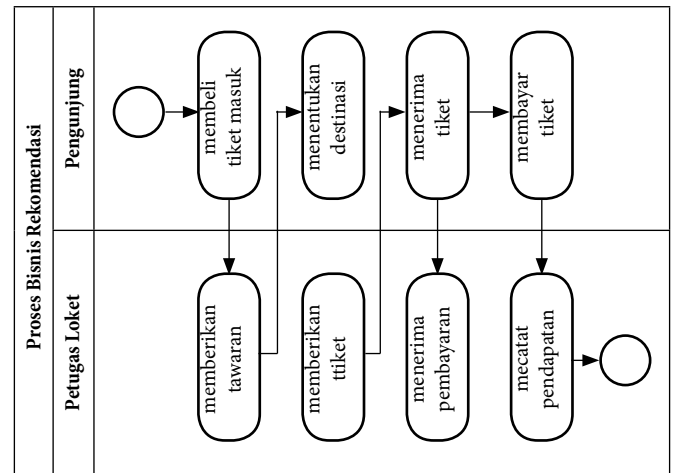 Proses Bisnis Rekomendasi
Pengunjung
membeli
tiket masuk
menentukan
destinasi
menerima
tiket
membayar
tiket
Petugas Loket
memberikan
tawaran
memberikan
ttiket
menerima
pembayaran
mecatat
pendapatan